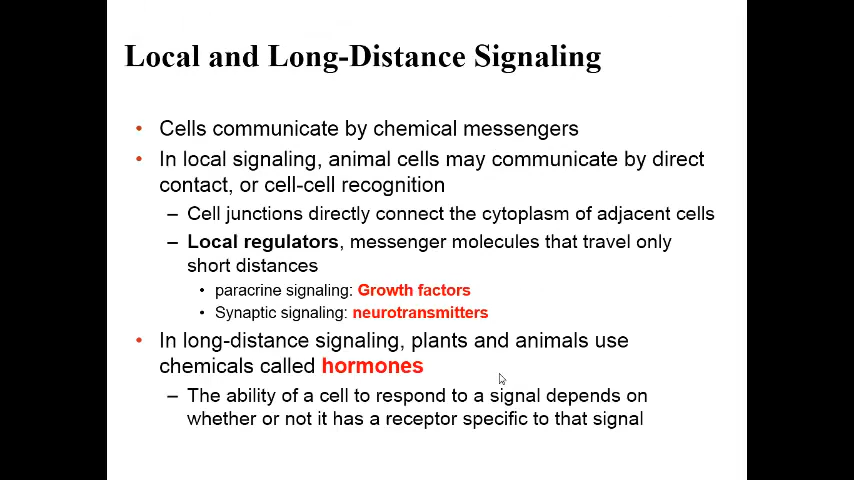 Local and Long-Distance Signaling
• Cells communicate by chemical messengers
• In local signaling, animal cells may communicate by direct
contact, or cell-cell recognition
– Cell junctions directly connect the cytoplasm of adjacent cells
– Local regulators, messenger molecules that travel only
short distances
• paracrine signaling: Growth factors
• Synaptic signaling: neurotransmitters
• In long-distance signaling, plants and animals use
chemicals called hormones
– The ability of a cell to respond to a signal depends on
whether or not it has a receptor specific to that signal